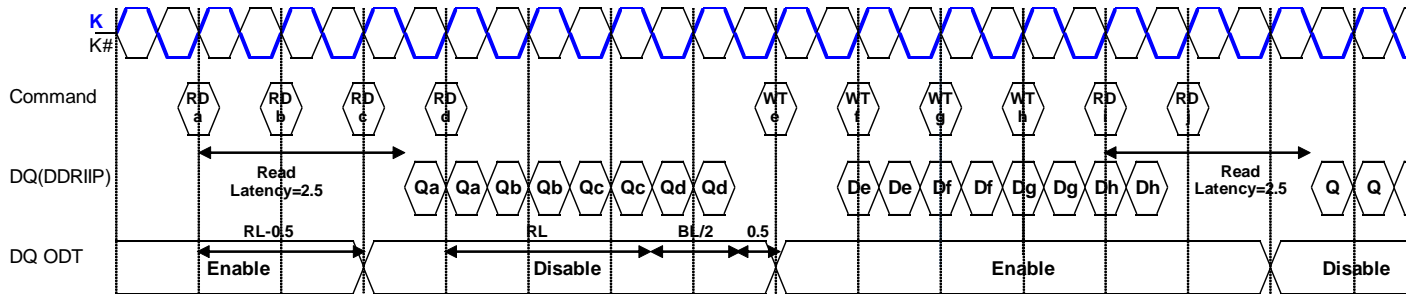 K
K#
Command
RD a
RD b
RD c
RD d
WT e
WT f
WT g
WT h
RD i
RD j
Read Latency=2.5
Read Latency=2.5
DQ(DDRIIP)
Qa Qa Qb Qb Qc Qc Qd Qd
De De Df Df Dg Dg Dh Dh
Q Q
RL-0.5
RL
BL/2
0.5
DQ ODT
Enable
Disable
Enable
Disable